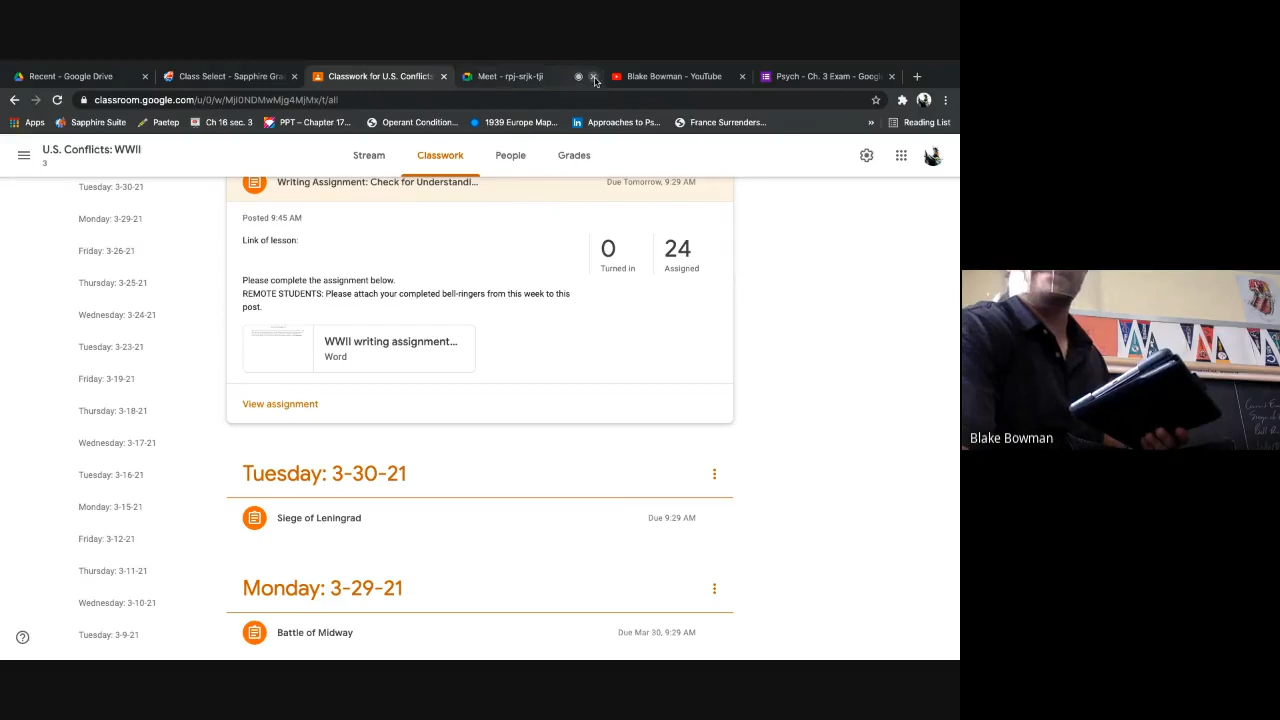 Recent - Google Drive
Class Select - Sapphire Gra
Classwork for U.S. Conflicts
Meet - rpj-srjk-tji
Blake Bowman - YouTube
Psych - Ch. 3 Exam - Googl
classroom.google.com/u/0/w/MjI0NDMwMjg4MjMx/t/all
Apps
Sapphire Suite
Paetep
Ch 16 sec. 3
PPT – Chapter 17...
Operant Condition...
1939 Europe Map...
Approaches to Ps...
France Surrenders...
»
Reading List
U.S. Conflicts: WWII
3
Stream
Classwork
People
Grades
Tuesday: 3-30-21
Monday: 3-29-21
Friday: 3-26-21
Thursday: 3-25-21
Wednesday: 3-24-21
Tuesday: 3-23-21
Friday: 3-19-21
Thursday: 3-18-21
Wednesday: 3-17-21
Tuesday: 3-16-21
Monday: 3-15-21
Friday: 3-12-21
Thursday: 3-11-21
Wednesday: 3-10-21
Tuesday: 3-9-21
Writing Assignment: Check for Understandi...
Due Tomorrow, 9:29 AM
Posted 9:45 AM
Link of lesson:
0
Turned in
24
Assigned
Please complete the assignment below.
REMOTE STUDENTS: Please attach your completed bell-ringers from this week to this
post.
WWII writing assignment...
Word
View assignment
Tuesday: 3-30-21
Siege of Leningrad
Due 9:29 AM
Monday: 3-29-21
Battle of Midway
Due Mar 30, 9:29 AM
Blake Bowman